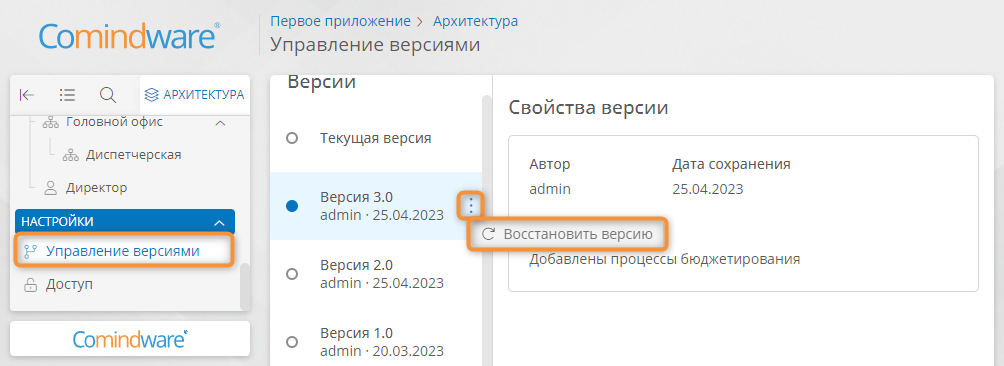 Comindware®
Первое приложение > Архитектура
Управление версиями
АРХИТЕКТУРА
Головной офис
Диспетчерская
Директор
НАСТРОЙКИ
Управление версиями
Доступ
Comindware
Версии
Текущая версия
Версия 3.0
admin · 25.04.2023
Версия 2.0
admin · 25.04.2023
Версия 1.0
admin · 20.03.2023
Восстановить версию
Свойства версии
Автор Дата сохранения
admin 25.04.2023
Добавлены процессы бюджетирования